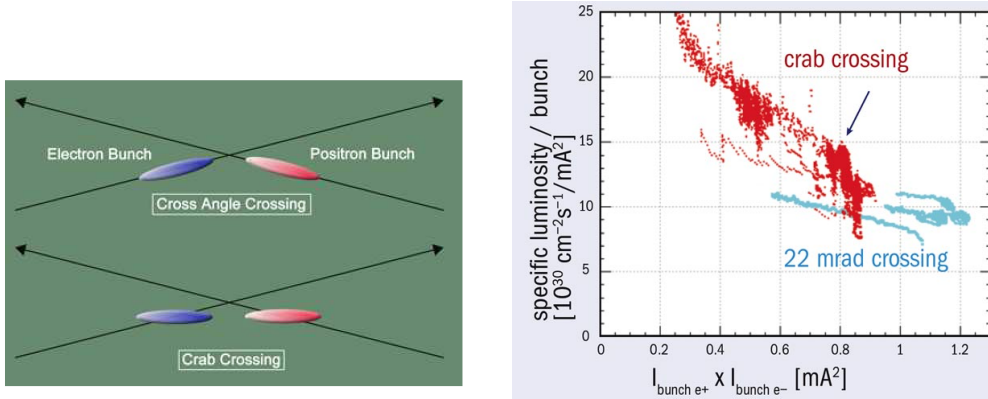 Electron Bunch
Positron Bunch
Cross Angle Crossing
Crab Crossing
specific luminosity / bunch
[10³⁰ cm⁻²s⁻¹/mA²]
25
20
15
10
5
0
crab crossing
22 mrad crossing
0 0.2 0.4 0.6 0.8 1 1.2
I bunch e+ x I bunch e− [mA²]